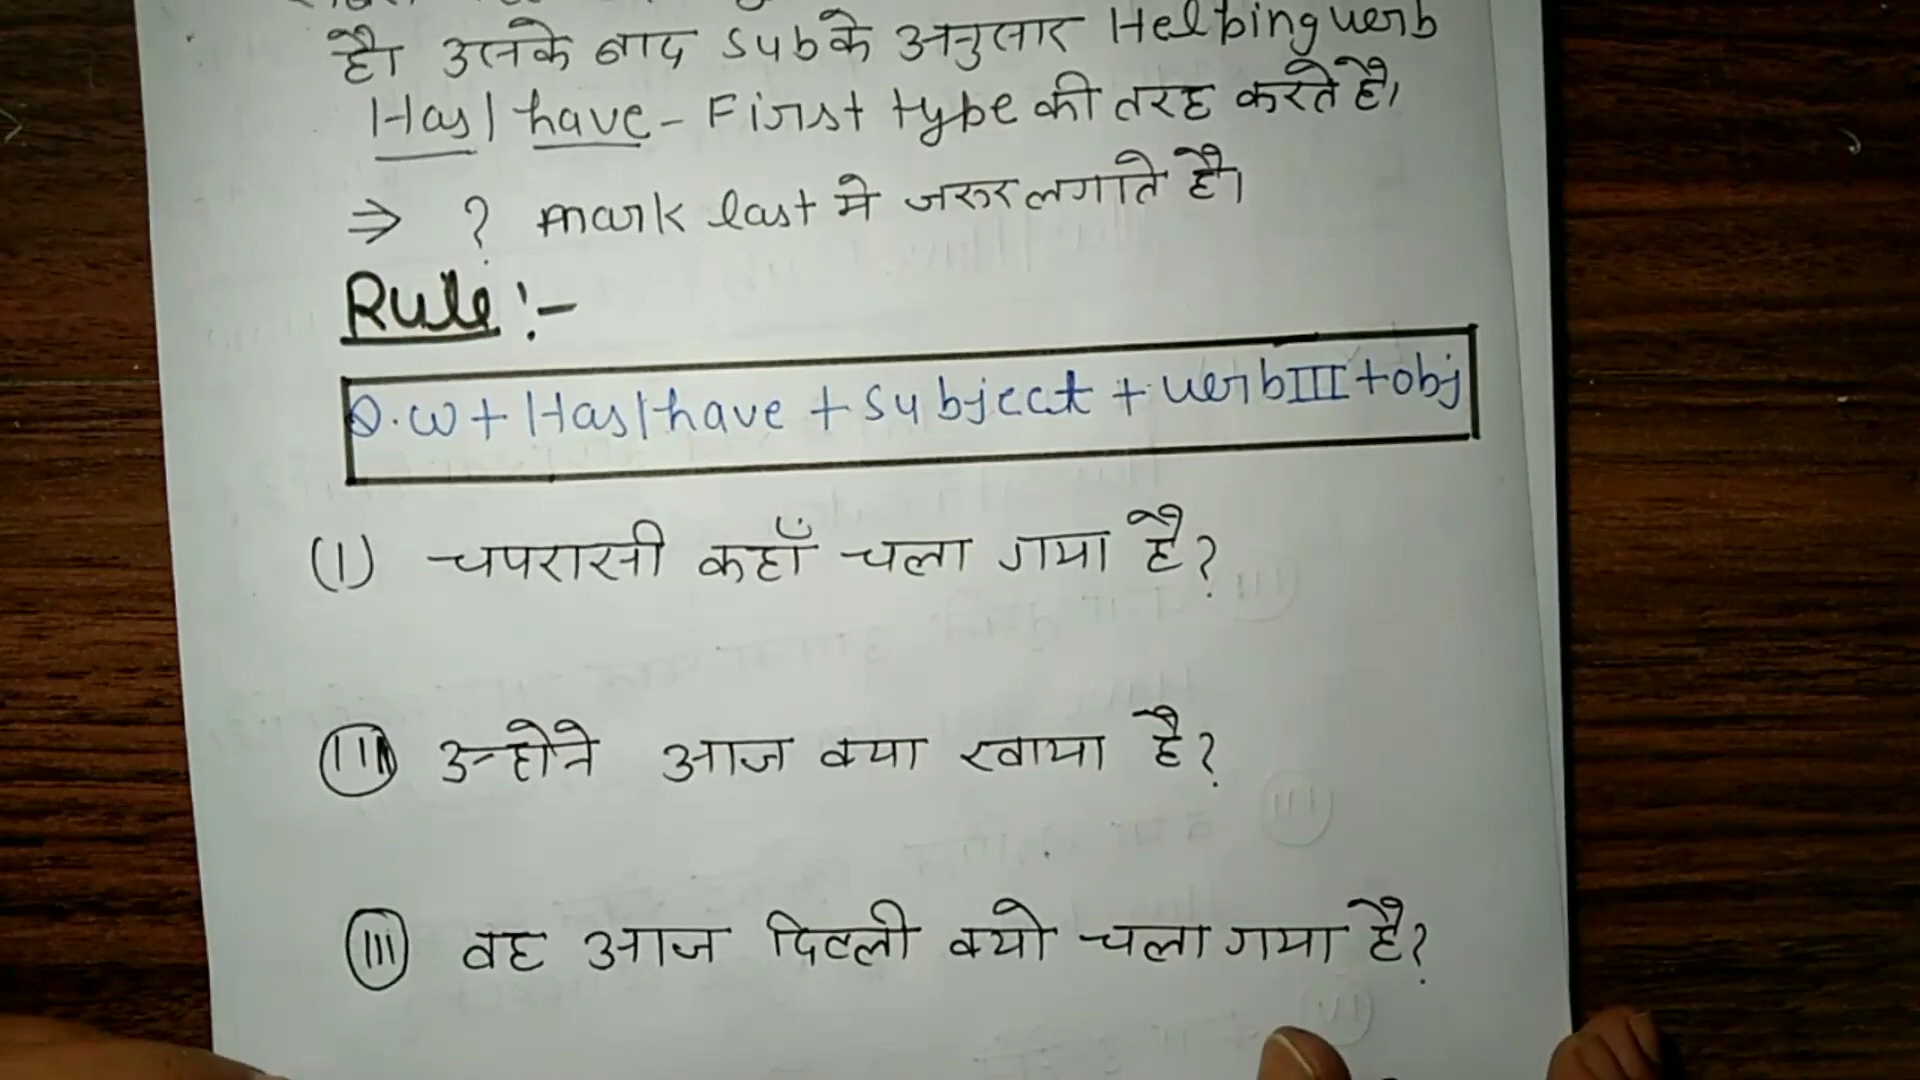 है। उसके बाद Sub के अनुसार Helping verb
Has/have - First type की तरह करते है।
⇒ ? mark last मे जरूर लगाते है।
Rule:-
Q.W + Has/have + Subject + verb III + obj
(I) चपरासी कहाँ चला गया है?
(III) उन्होने आज क्या खाया है?
(III) वह आज दिल्ली क्यो चला गया है?